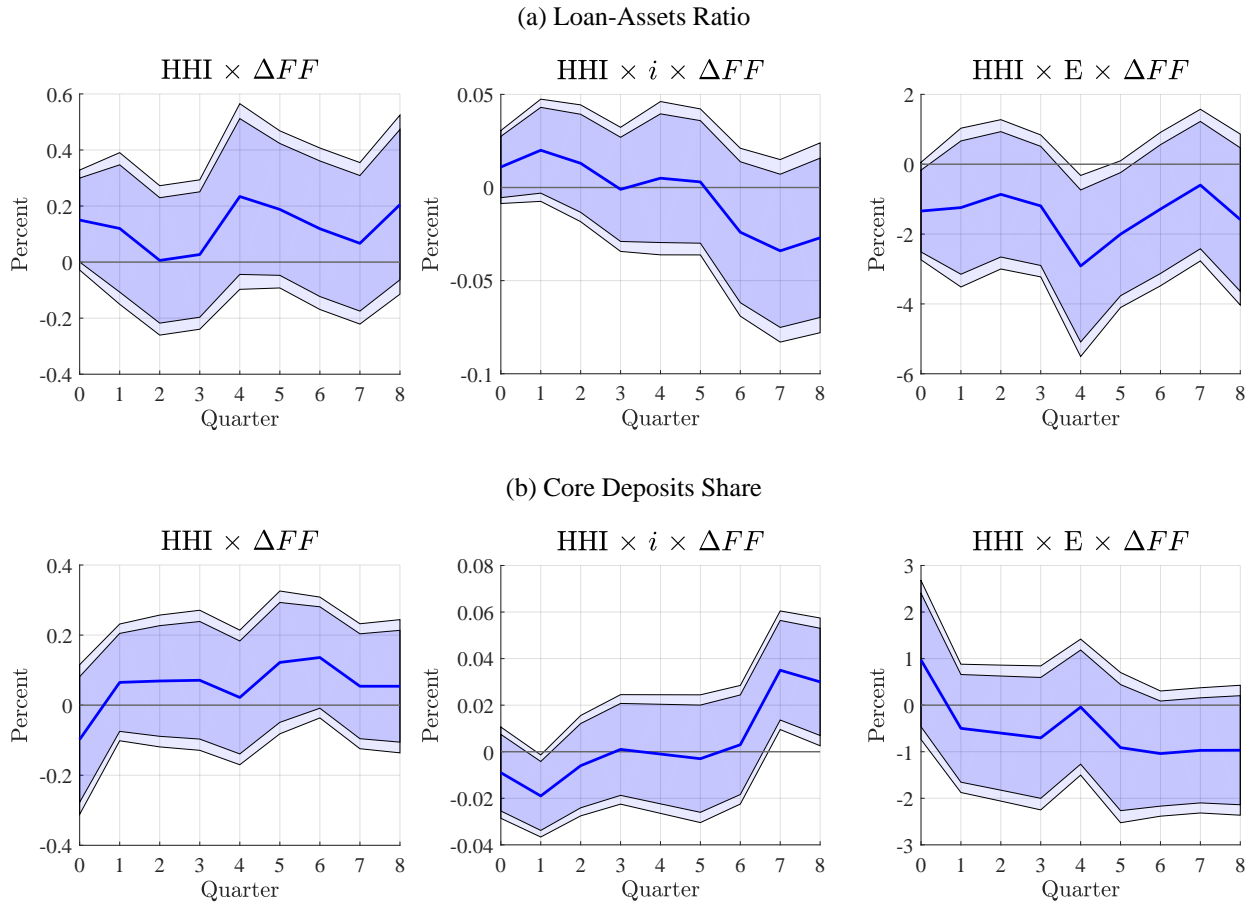 (a) Loan-Assets Ratio
HHI × ΔFF
Percent
0.6
0.4
0.2
0
-0.2
-0.4
0 1 2 3 4 5 6 7 8
Quarter
HHI × i × ΔFF
Percent
0.05
0
-0.05
-0.1
0 1 2 3 4 5 6 7 8
Quarter
HHI × E × ΔFF
Percent
2
0
-2
-4
-6
0 1 2 3 4 5 6 7 8
Quarter
(b) Core Deposits Share
HHI × ΔFF
Percent
0.4
0.2
0
-0.2
-0.4
0 1 2 3 4 5 6 7 8
Quarter
HHI × i × ΔFF
Percent
0.08
0.06
0.04
0.02
0
-0.02
-0.04
0 1 2 3 4 5 6 7 8
Quarter
HHI × E × ΔFF
Percent
3
2
1
0
-1
-2
-3
0 1 2 3 4 5 6 7 8
Quarter